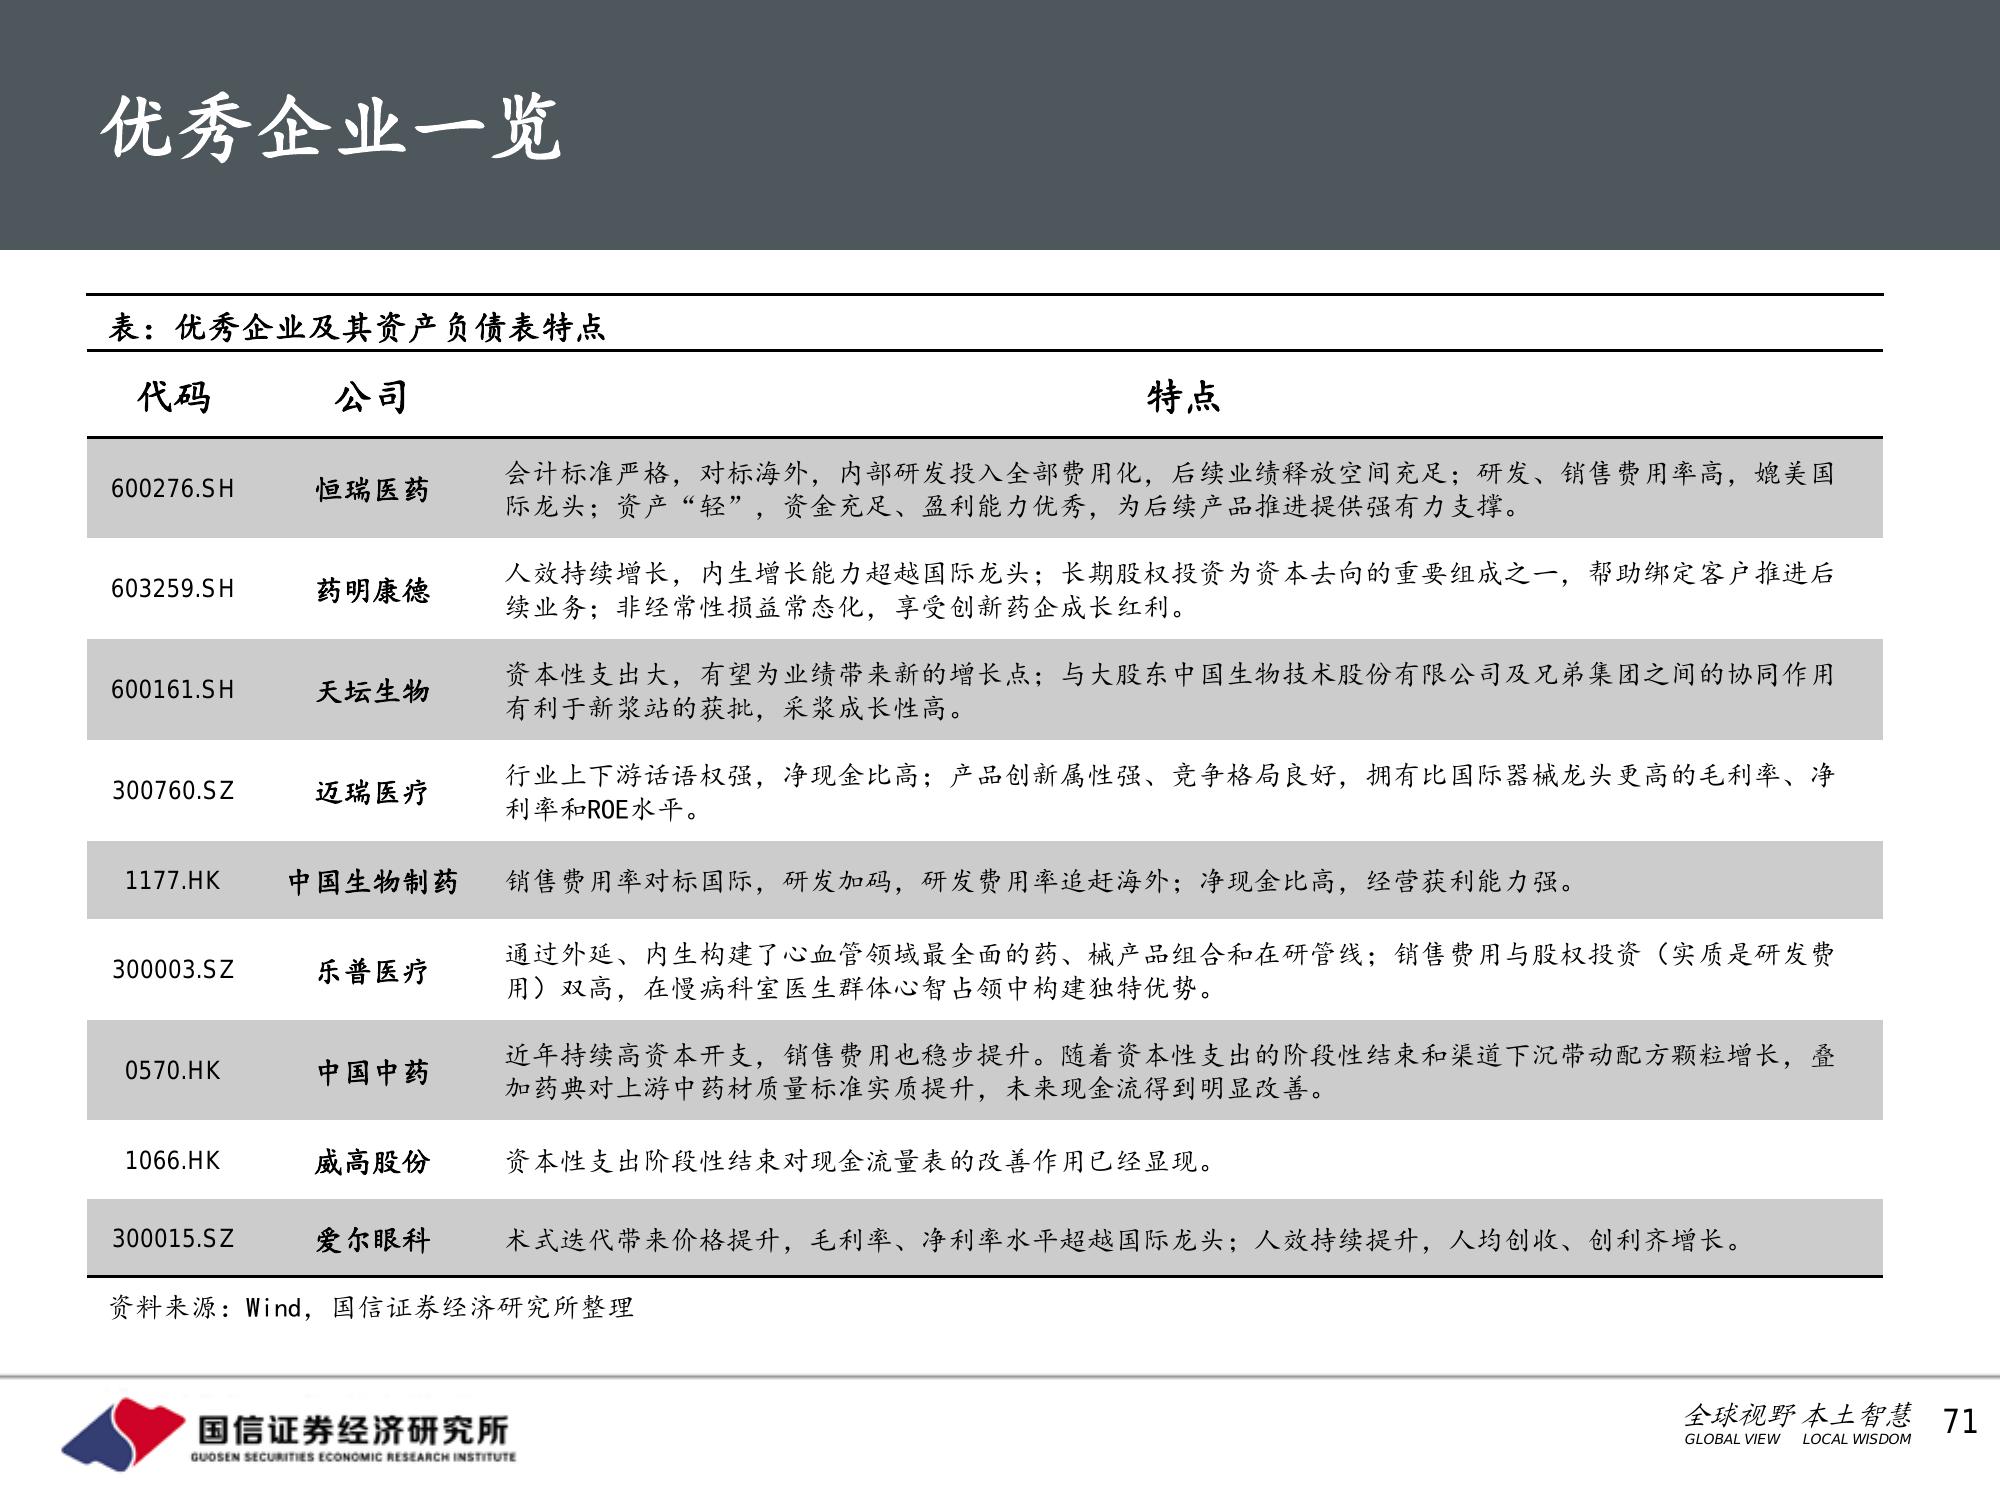 优秀企业一览
表：优秀企业及其资产负债表特点
代码 公司 特点
600276.SH 恒瑞医药 会计标准严格，对标海外，内部研发投入全部费用化，后续业绩释放空间充足；研发、销售费用率高，媲美国
际龙头；资产“轻”，资金充足、盈利能力优秀，为后续产品推进提供强有力支撑。
603259.SH 药明康德 人效持续增长，内生增长能力超越国际龙头；长期股权投资为资本去向的重要组成之一，帮助绑定客户推进后
续业务；非经常性损益常态化，享受创新药企成长红利。
600161.SH 天坛生物 资本性支出大，有望为业绩带来新的增长点；与大股东中国生物技术股份有限公司及兄弟集团之间的协同作用
有利于新浆站的获批，采浆成长性高。
300760.SZ 迈瑞医疗 行业上下游话语权强，净现金比高；产品创新属性强、竞争格局良好，拥有比国际器械龙头更高的毛利率、净
利率和ROE水平。
1177.HK 中国生物制药 销售费用率对标国际，研发加码，研发费用率追赶海外；净现金比高，经营获利能力强。
300003.SZ 乐普医疗 通过外延、内生构建了心血管领域最全面的药、械产品组合和在研管线；销售费用与股权投资（实质是研发费
用）双高，在慢病科室医生群体心智占领中构建独特优势。
0570.HK 中国中药 近年持续高资本开支，销售费用也稳步提升。随着资本性支出的阶段性结束和渠道下沉带动配方颗粒增长，叠
加药典对上游中药材质量标准实质提升，未来现金流得到明显改善。
1066.HK 威高股份 资本性支出阶段性结束对现金流量表的改善作用已经显现。
300015.SZ 爱尔眼科 术式迭代带来价格提升，毛利率、净利率水平超越国际龙头；人效持续提升，人均创收、创利齐增长。
资料来源：Wind，国信证券经济研究所整理
国信证券经济研究所
GUOSEN SECURITIES ECONOMIC RESEARCH INSTITUTE
全球视野 本土智慧
GLOBAL VIEW LOCAL WISDOM
71